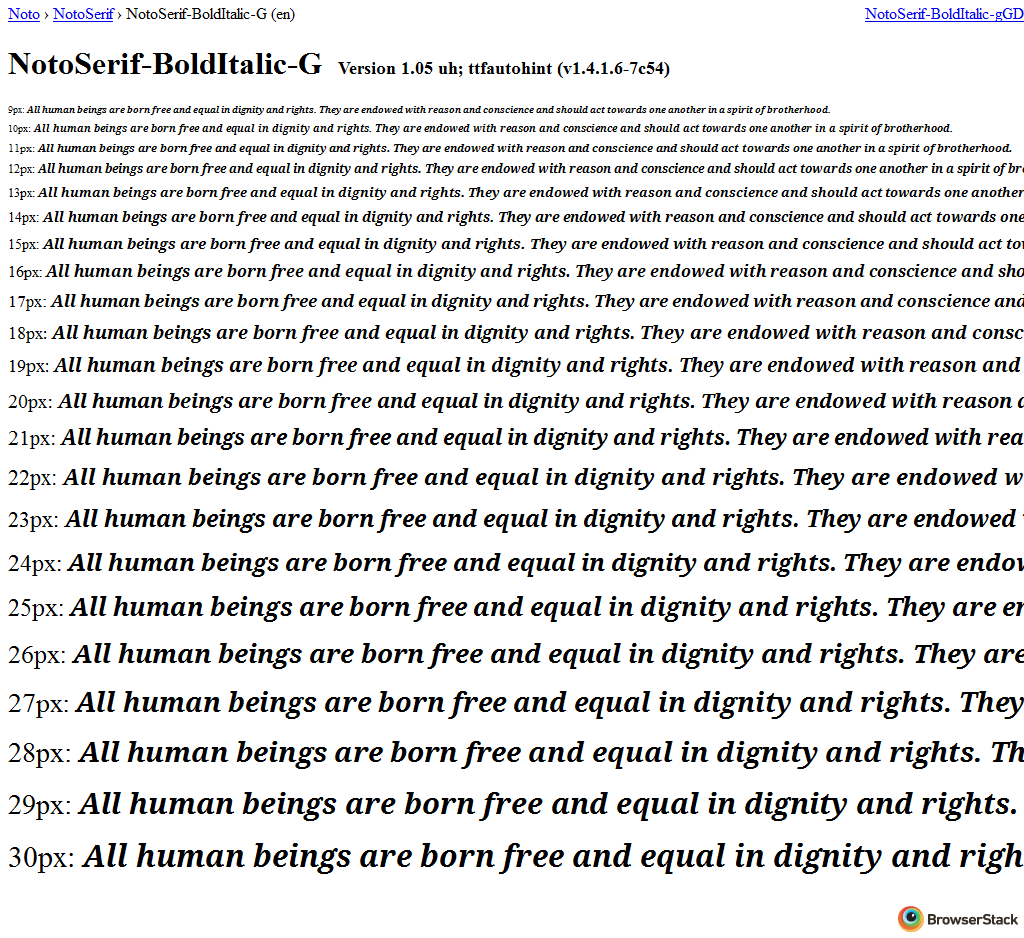 Noto › NotoSerif › NotoSerif-BoldItalic-G (en) NotoSerif-BoldItalic-gGD
NotoSerif-BoldItalic-G Version 1.05 uh; ttfautohint (v1.4.1.6-7c54)
9px: All human beings are born free and equal in dignity and rights. They are endowed with reason and conscience and should act towards one another in a spirit of brotherhood.
10px: All human beings are born free and equal in dignity and rights. They are endowed with reason and conscience and should act towards one another in a spirit of brotherhood.
11px: All human beings are born free and equal in dignity and rights. They are endowed with reason and conscience and should act towards one another in a spirit of brotherhood.
12px: All human beings are born free and equal in dignity and rights. They are endowed with reason and conscience and should act towards one another in a spirit of bro
13px: All human beings are born free and equal in dignity and rights. They are endowed with reason and conscience and should act towards one another
14px: All human beings are born free and equal in dignity and rights. They are endowed with reason and conscience and should act towards one
15px: All human beings are born free and equal in dignity and rights. They are endowed with reason and conscience and should act to
16px: All human beings are born free and equal in dignity and rights. They are endowed with reason and conscience and sho
17px: All human beings are born free and equal in dignity and rights. They are endowed with reason and conscience and
18px: All human beings are born free and equal in dignity and rights. They are endowed with reason and consc
19px: All human beings are born free and equal in dignity and rights. They are endowed with reason and
20px: All human beings are born free and equal in dignity and rights. They are endowed with reason a
21px: All human beings are born free and equal in dignity and rights. They are endowed with rea
22px: All human beings are born free and equal in dignity and rights. They are endowed w
23px: All human beings are born free and equal in dignity and rights. They are endowed
24px: All human beings are born free and equal in dignity and rights. They are endow
25px: All human beings are born free and equal in dignity and rights. They are en
26px: All human beings are born free and equal in dignity and rights. They are
27px: All human beings are born free and equal in dignity and rights. They
28px: All human beings are born free and equal in dignity and rights. Th
29px: All human beings are born free and equal in dignity and rights.
30px: All human beings are born free and equal in dignity and righ
BrowserStack